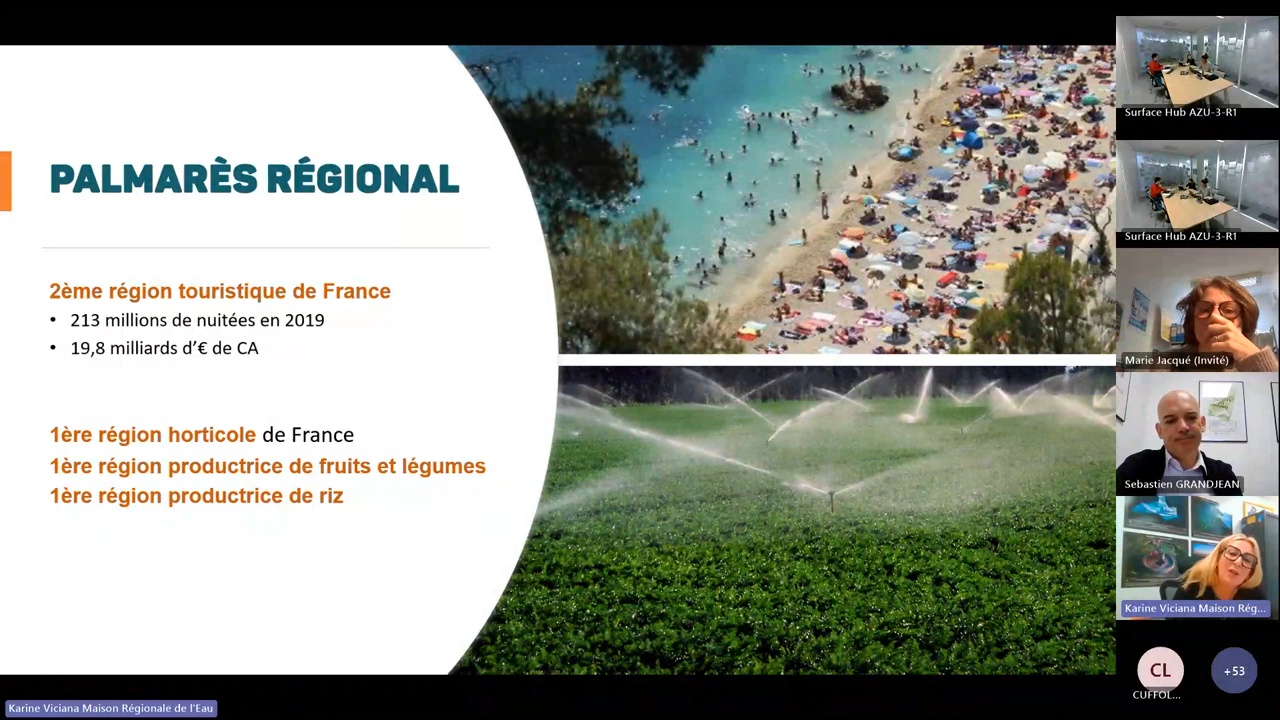 PALMARÈS RÉGIONAL
2ème région touristique de France
• 213 millions de nuitées en 2019
• 19,8 milliards d’€ de CA
1ère région horticole de France
1ère région productrice de fruits et légumes
1ère région productrice de riz
Karine Viciana Maison Régionale de l'Eau
Surface Hub AZU-3-R1
Surface Hub AZU-3-R1
Marie Jacqué (Invité)
Sebastien GRANDJEAN
Karine Viciana Maison Rég...
CL
CUFFOL...
+53